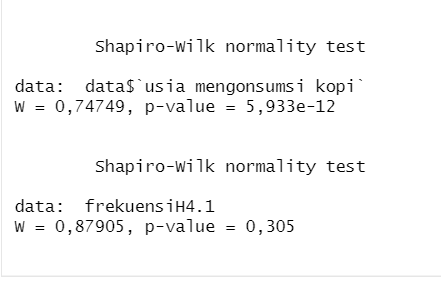 Shapiro-Wilk normality test
data: data$`usia mengonsumsi kopi`
W = 0,74749, p-value = 5,933e-12
Shapiro-Wilk normality test
data: frekuensiH4.1
W = 0,87905, p-value = 0,305